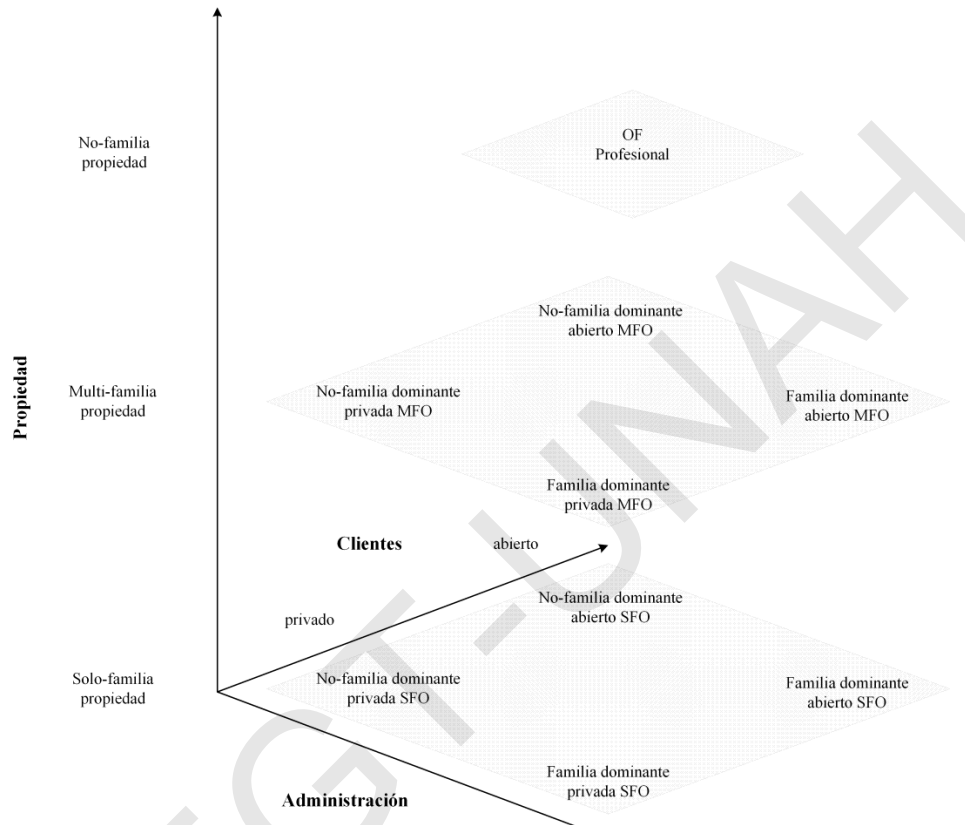 No-familia
propiedad
OF
Profesional
No-familia dominante
abierto MFO
Propiedad
Multi-familia
propiedad
No-familia dominante
privada MFO
Familia dominante
abierto MFO
Familia dominante
privada MFO
Clientes
abierto
No-familia dominante
abierto SFO
privado
Solo-familia
propiedad
No-familia dominante
privada SFO
Familia dominante
abierto SFO
Familia dominante
privada SFO
Administración
GT-UNAH